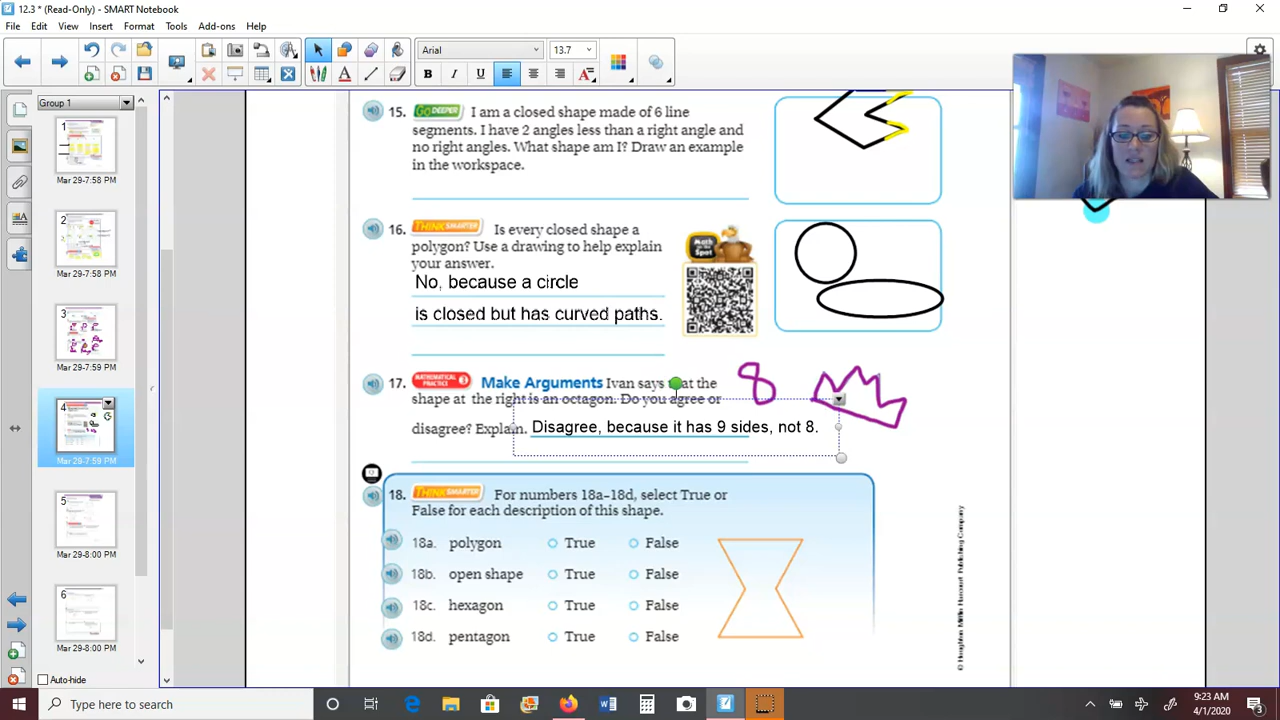 12.3 * (Read-Only) - SMART Notebook
File Edit View Insert Format Tools Add-ons Help
Arial 13.7
B I U A
Group 1
1
Mar 29-7:58 PM
2
Mar 29-7:58 PM
3
Mar 29-7:59 PM
4
Mar 29-7:59 PM
5
Mar 29-8:00 PM
6
Mar 29-8:00 PM
Auto-hide
15. GO DEEPER I am a closed shape made of 6 line
segments. I have 2 angles less than a right angle and
no right angles. What shape am I? Draw an example
in the workspace.
16. THINK SMARTER Is every closed shape a
polygon? Use a drawing to help explain
your answer.
Math on the Spot
No, because a circle
is closed but has curved paths.
17. MATHEMATICAL PRACTICE 3 Make Arguments Ivan says that the
shape at the right is an octagon. Do you agree or
disagree? Explain. Disagree, because it has 9 sides, not 8.
8
18. THINK SMARTER For numbers 18a–18d, select True or
False for each description of this shape.
18a. polygon True False
18b. open shape True False
18c. hexagon True False
18d. pentagon True False
© Houghton Mifflin Harcourt Publishing Company
Type here to search
9:23 AM
4/1/2020
3